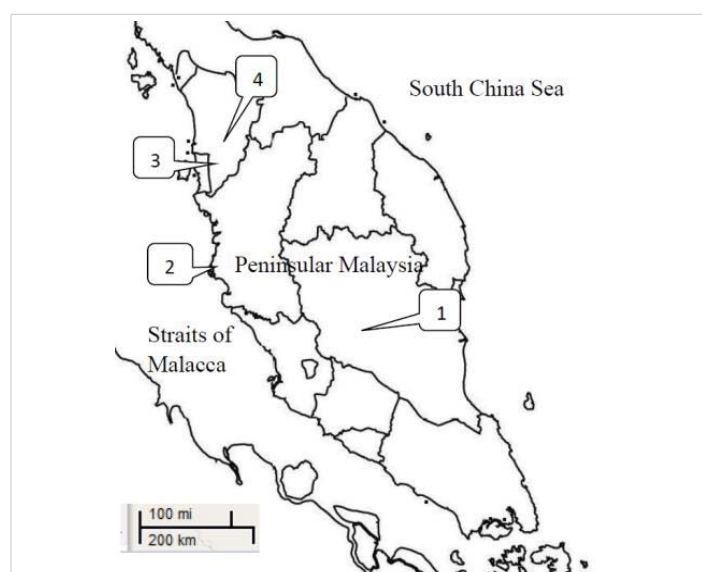 4
South China Sea
3
2
Peninsular Malaysia
1
Straits of
Malacca
100 mi
200 km